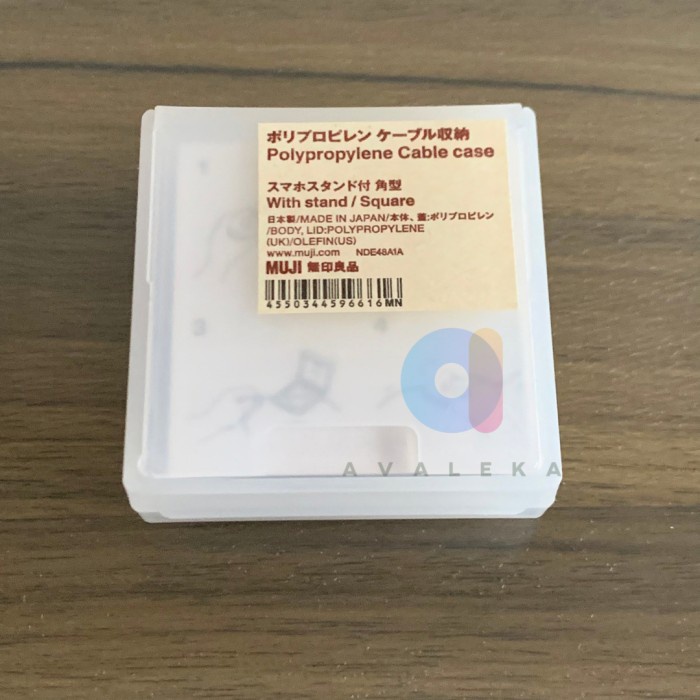 ポリプロピレン ケーブル収納
Polypropylene Cable case
スマホスタンド付 角型
With stand / Square
日本製/MADE IN JAPAN/本体、蓋:ポリプロピレン
/BODY, LID:POLYPROPYLENE
(UK)/OLEFIN(US)
www.muji.com NDE48A1A
MUJI 無印良品
4550344596616MN
3
4
AVALEKA